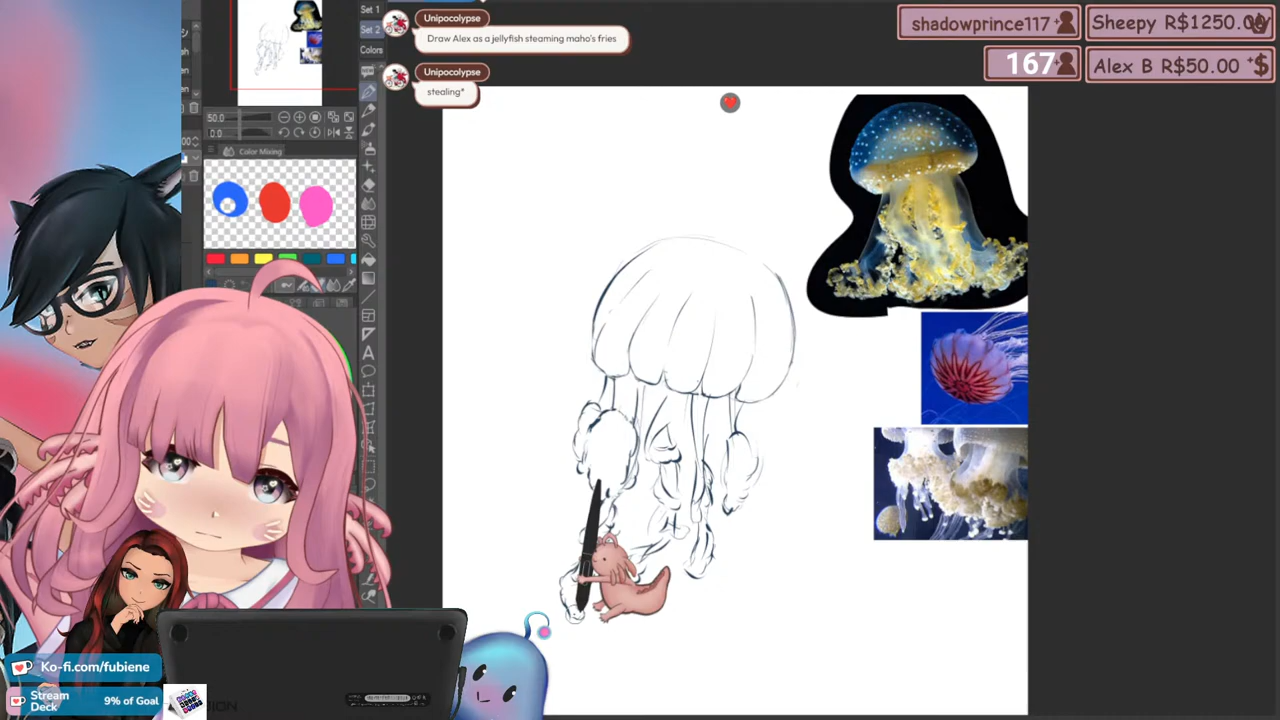 Set 1
Set 2
Colors
Unipocolypse
Draw Alex as a jellyfish steaming maho's fries
Unipocolypse
stealing*
shadowprince117
Sheepy R$1250.00
167
Alex B R$50.00
50.0
0.0
Color Mixing
Ko-fi.com/fubiene
Stream Deck
9% of Goal